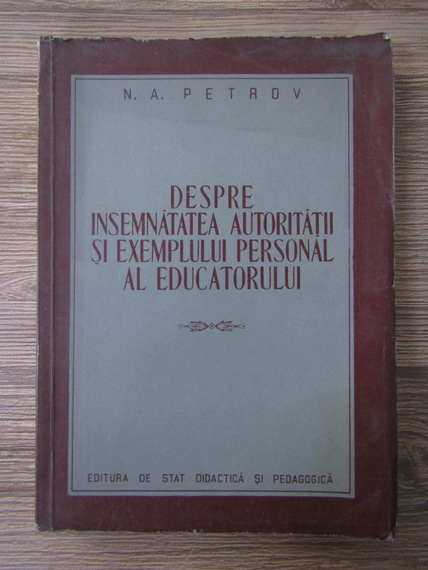 N. A. PETROV
DESPRE
INSEMNĂTATEA AUTORITĂȚII
ȘI EXEMPLULUI PERSONAL
AL EDUCATORULUI
EDITURA DE STAT DIDACTICĂ ȘI PEDAGOGICĂ